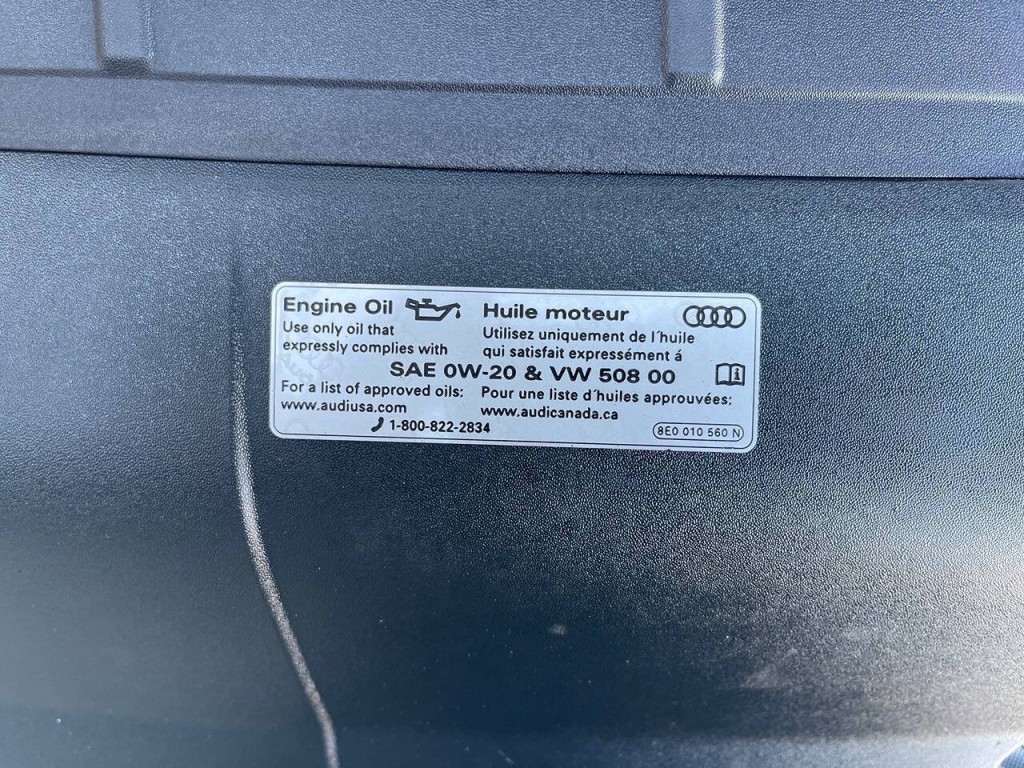 Engine Oil
Use only oil that
expressly complies with
Huile moteur
Utilisez uniquement de l´huile
qui satisfait expressément á
SAE 0W-20 & VW 508 00
For a list of approved oils:
www.audiusa.com
Pour une liste d´huiles approuvées:
www.audicanada.ca
1-800-822-2834
8E0 010 560 N